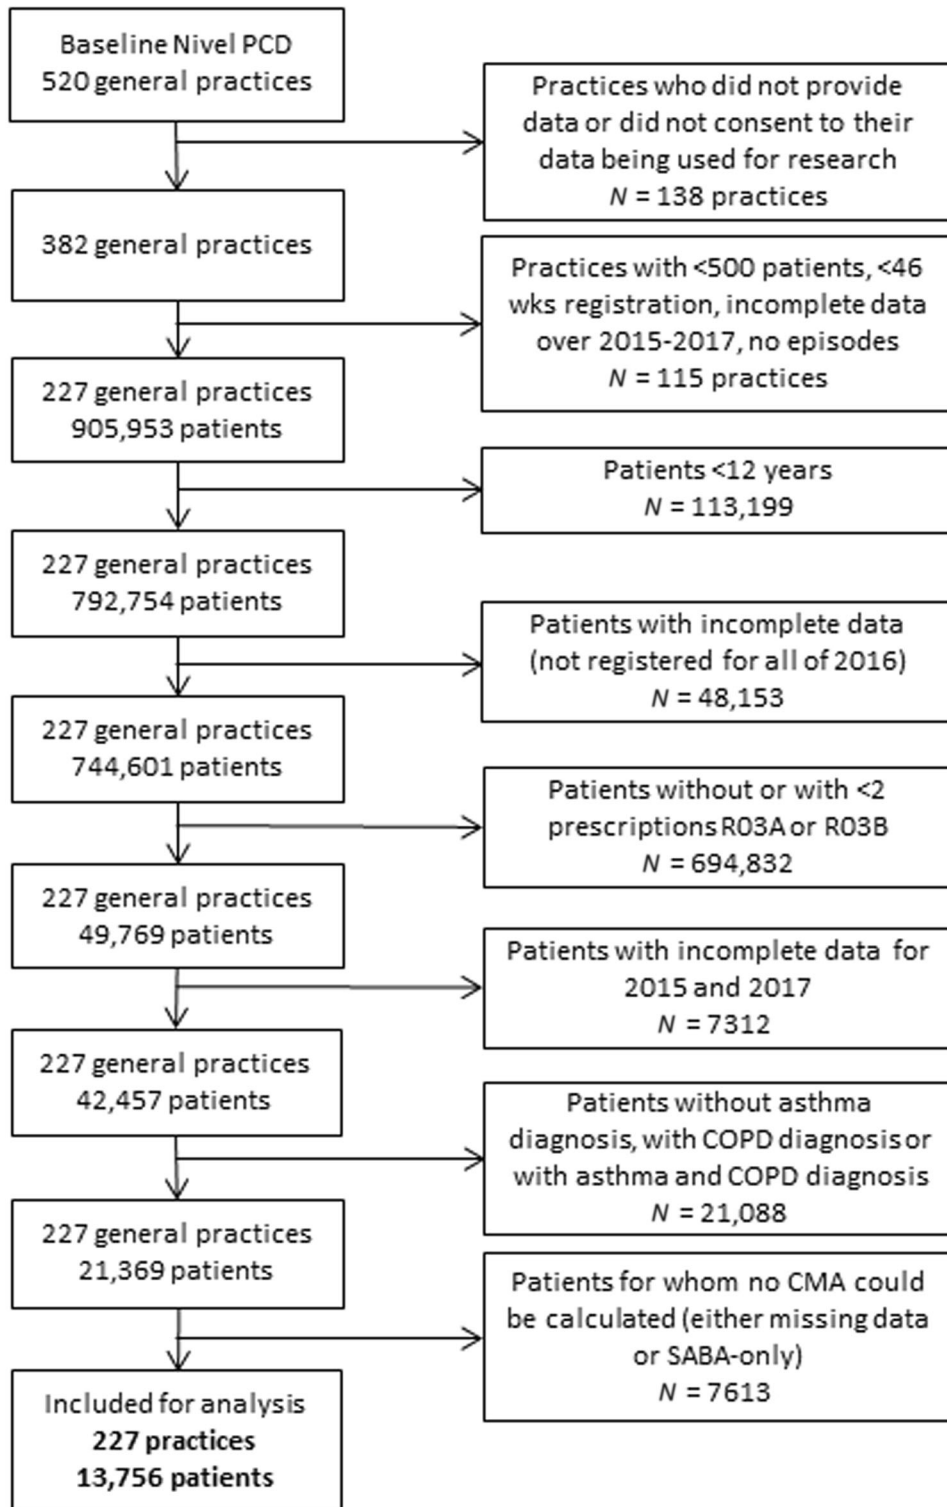 Baseline Nivel PCD
520 general practices
Practices who did not provide
data or did not consent to their
data being used for research
N = 138 practices
382 general practices
Practices with <500 patients, <46
wks registration, incomplete data
over 2015-2017, no episodes
N = 115 practices
227 general practices
905,953 patients
Patients <12 years
N = 113,199
227 general practices
792,754 patients
Patients with incomplete data
(not registered for all of 2016)
N = 48,153
227 general practices
744,601 patients
Patients without or with <2
prescriptions R03A or R03B
N = 694,832
227 general practices
49,769 patients
Patients with incomplete data for
2015 and 2017
N = 7312
227 general practices
42,457 patients
Patients without asthma
diagnosis, with COPD diagnosis or
with asthma and COPD diagnosis
N = 21,088
227 general practices
21,369 patients
Patients for whom no CMA could
be calculated (either missing data
or SABA-only)
N = 7613
Included for analysis
227 practices
13,756 patients